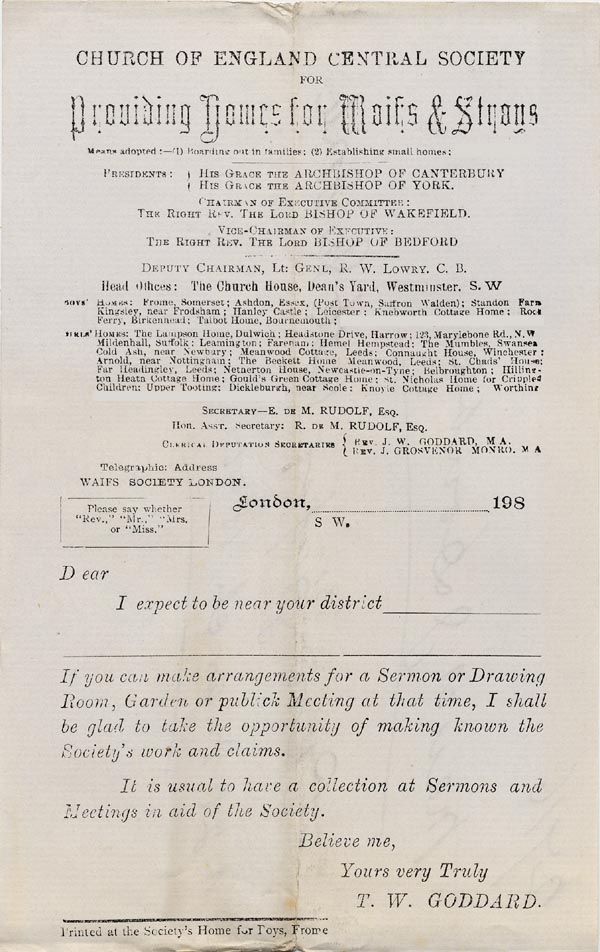 CHURCH OF ENGLAND CENTRAL SOCIETY
FOR
Providing Homes for Waifs & Strays
Means adopted:—(1) Boarding out in families; (2) Establishing small homes;
PRESIDENTS: { HIS GRACE THE ARCHBISHOP OF CANTERBURY
{ HIS GRACE THE ARCHBISHOP OF YORK.
CHAIRMAN OF EXECUTIVE COMMITTEE:
THE RIGHT REV. THE LORD BISHOP OF WAKEFIELD.
VICE-CHAIRMAN OF EXECUTIVE:
THE RIGHT REV. THE LORD BISHOP OF BEDFORD
DEPUTY CHAIRMAN, LT: GENL, R. W. LOWRY. C. B.
Head Offices: The Church House, Dean's Yard, Westminster. S. W
BOYS' HOMES: Frome, Somerset; Ashdon, Essex, (Post Town, Saffron Walden); Standon Farm
Kingsley, near Frodsham; Hanley Castle; Leicester; Knebworth Cottage Home; Rock
Ferry, Birkenhead; Talbot Home, Bournemouth;
GIRLS' HOMES: The Lampson Home, Dulwich; Headstone Drive, Harrow; 123, Marylebone Rd., N.W
Mildenhall, Suffolk; Leamington; Fareham; Hemel Hempstead; The Mumbles, Swansea
Cold Ash, near Newbury; Meanwood Cottage, Leeds; Connaught House, Winchester;
Arnold, near Nottingham; The Beckett Home Meanwood, Leeds; St. Chads' House;
Far Headingley, Leeds; Netherton House, Newcastle-on-Tyne; Belbroughton; Hilling-
ton Heath Cottage Home; Gould's Green Cottage Home; St. Nicholas Home for Crippled
Children; Upper Tooting; Dickleburgh, near Scole; Knoyle Cottage Home; Worthing
SECRETARY—E. DE M. RUDOLF, ESQ.
HON. ASST. Secretary: R. DE M. RUDOLF, ESQ.
CLERICAL DEPUTATION SECRETARIES { REV. J. W. GODDARD, M A.
{ REV. J. GROSVENOR MONRO. M A
Telegraphic Address
WAIFS SOCIETY LONDON.
Please say whether
"Rev.," "Mr.," "Mrs.
or "Miss."
London, 198
S W.
D ear
I expect to be near your district
If you can make arrangements for a Sermon or Drawing
Room, Garden or publick Meeting at that time, I shall
be glad to take the opportunity of making known the
Society's work and claims.
It is usual to have a collection at Sermons and
Meetings in aid of the Society.
Believe me,
Yours very Truly
T. W. GODDARD.
Printed at the Society's Home for Boys, Frome